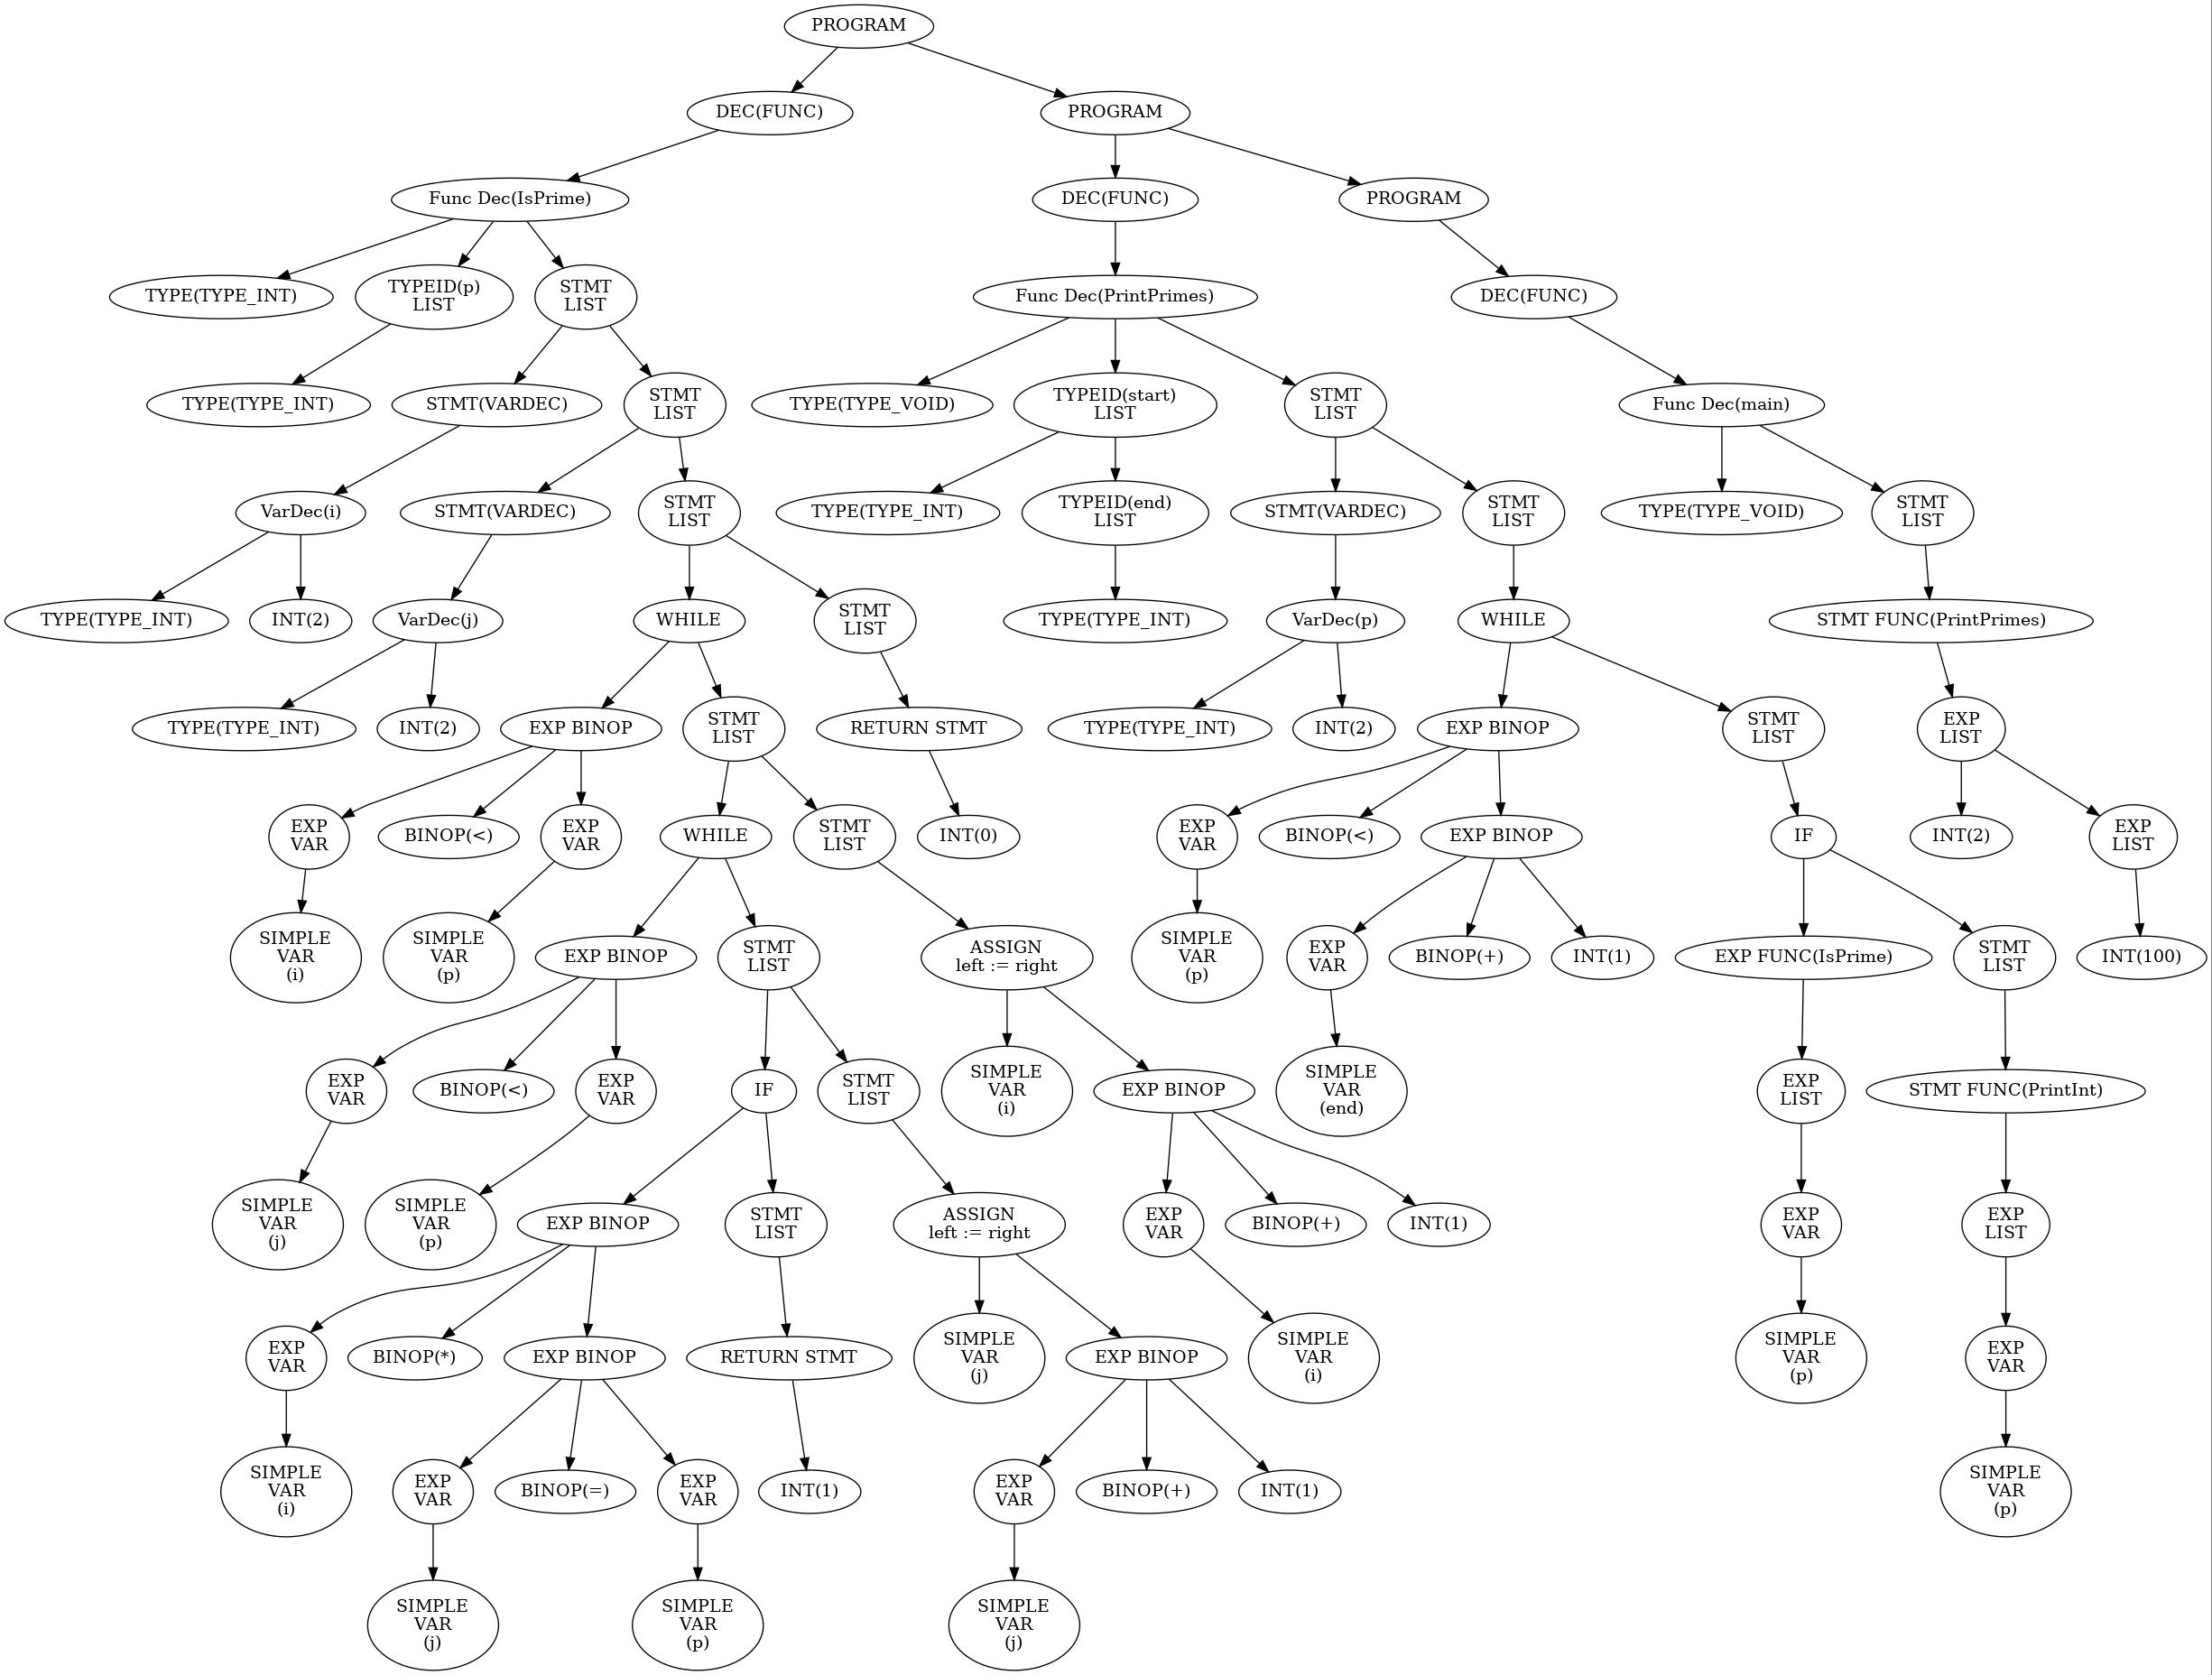 PROGRAM
DEC(FUNC)
PROGRAM
Func Dec(IsPrime)
DEC(FUNC)
PROGRAM
TYPE(TYPE_INT)
TYPEID(p)
LIST
STMT
LIST
Func Dec(PrintPrimes)
DEC(FUNC)
TYPE(TYPE_INT)
STMT(VARDEC)
STMT
LIST
TYPE(TYPE_VOID)
TYPEID(start)
LIST
STMT
LIST
Func Dec(main)
VarDec(i)
STMT(VARDEC)
STMT
LIST
TYPE(TYPE_INT)
TYPEID(end)
LIST
STMT(VARDEC)
STMT
LIST
TYPE(TYPE_VOID)
STMT
LIST
TYPE(TYPE_INT)
INT(2)
VarDec(j)
WHILE
STMT
LIST
TYPE(TYPE_INT)
VarDec(p)
WHILE
STMT FUNC(PrintPrimes)
TYPE(TYPE_INT)
INT(2)
EXP BINOP
STMT
LIST
RETURN STMT
TYPE(TYPE_INT)
INT(2)
EXP BINOP
STMT
LIST
EXP
LIST
EXP
VAR
BINOP(<)
EXP
VAR
WHILE
STMT
LIST
INT(0)
EXP
VAR
BINOP(<)
EXP BINOP
IF
INT(2)
EXP
LIST
SIMPLE
VAR
(i)
SIMPLE
VAR
(p)
EXP BINOP
STMT
LIST
ASSIGN
left := right
SIMPLE
VAR
(p)
EXP
VAR
BINOP(+)
INT(1)
EXP FUNC(IsPrime)
STMT
LIST
INT(100)
EXP
VAR
BINOP(<)
EXP
VAR
IF
STMT
LIST
SIMPLE
VAR
(i)
EXP BINOP
SIMPLE
VAR
(end)
EXP
LIST
STMT FUNC(PrintInt)
SIMPLE
VAR
(j)
SIMPLE
VAR
(p)
EXP BINOP
STMT
LIST
ASSIGN
left := right
EXP
VAR
BINOP(+)
INT(1)
EXP
VAR
EXP
LIST
EXP
VAR
BINOP(*)
EXP BINOP
RETURN STMT
SIMPLE
VAR
(j)
EXP BINOP
SIMPLE
VAR
(i)
SIMPLE
VAR
(p)
EXP
VAR
SIMPLE
VAR
(i)
EXP
VAR
BINOP(=)
EXP
VAR
INT(1)
EXP
VAR
BINOP(+)
INT(1)
SIMPLE
VAR
(p)
SIMPLE
VAR
(j)
SIMPLE
VAR
(p)
SIMPLE
VAR
(j)